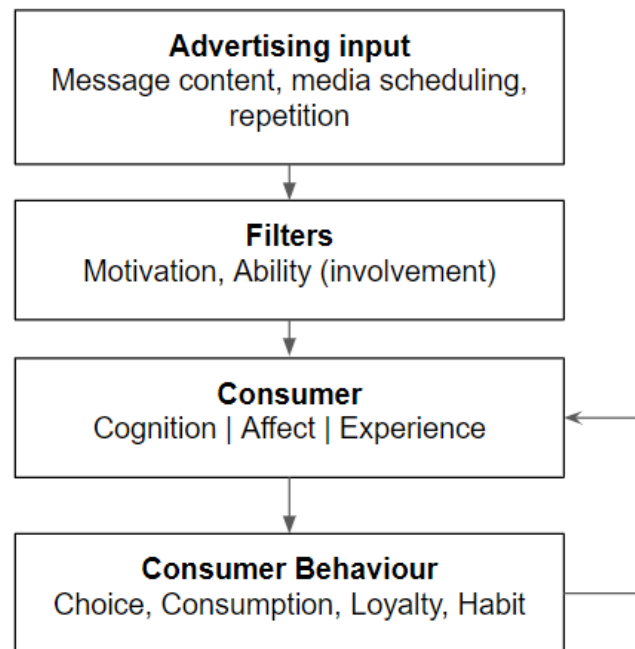 Advertising input
Message content, media scheduling,
repetition
Filters
Motivation, Ability (involvement)
Consumer
Cognition | Affect | Experience
Consumer Behaviour
Choice, Consumption, Loyalty, Habit